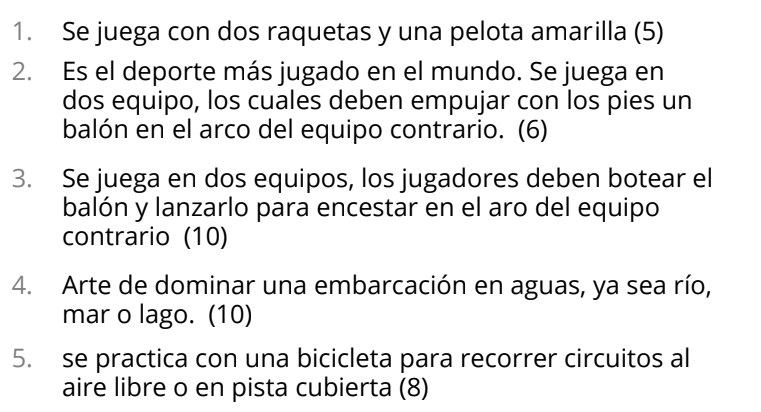 1. Se juega con dos raquetas y una pelota amarilla (5)
2. Es el deporte más jugado en el mundo. Se juega en
dos equipo, los cuales deben empujar con los pies un
balón en el arco del equipo contrario. (6)
3. Se juega en dos equipos, los jugadores deben botear el
balón y lanzarlo para encestar en el aro del equipo
contrario (10)
4. Arte de dominar una embarcación en aguas, ya sea río,
mar o lago. (10)
5. se practica con una bicicleta para recorrer circuitos al
aire libre o en pista cubierta (8)